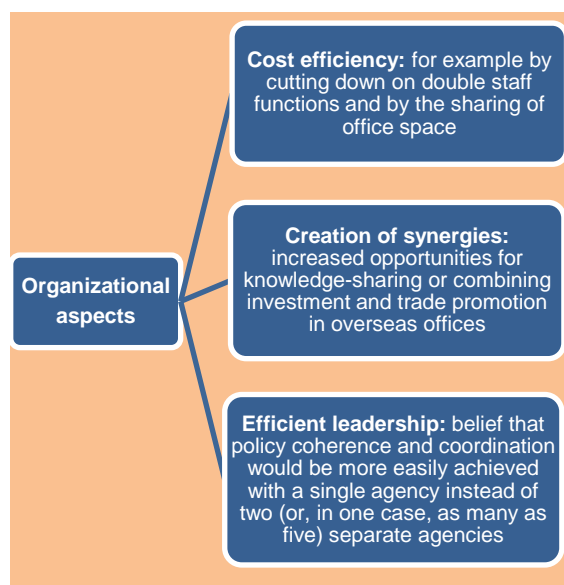 Cost efficiency: for example by
cutting down on double staff
functions and by the sharing of
office space
Creation of synergies:
increased opportunities for
knowledge-sharing or combining
investment and trade promotion
in overseas offices
Organizational
aspects
Efficient leadership: belief that
policy coherence and coordination
would be more easily achieved
with a single agency instead of
two (or, in one case, as many as
five) separate agencies